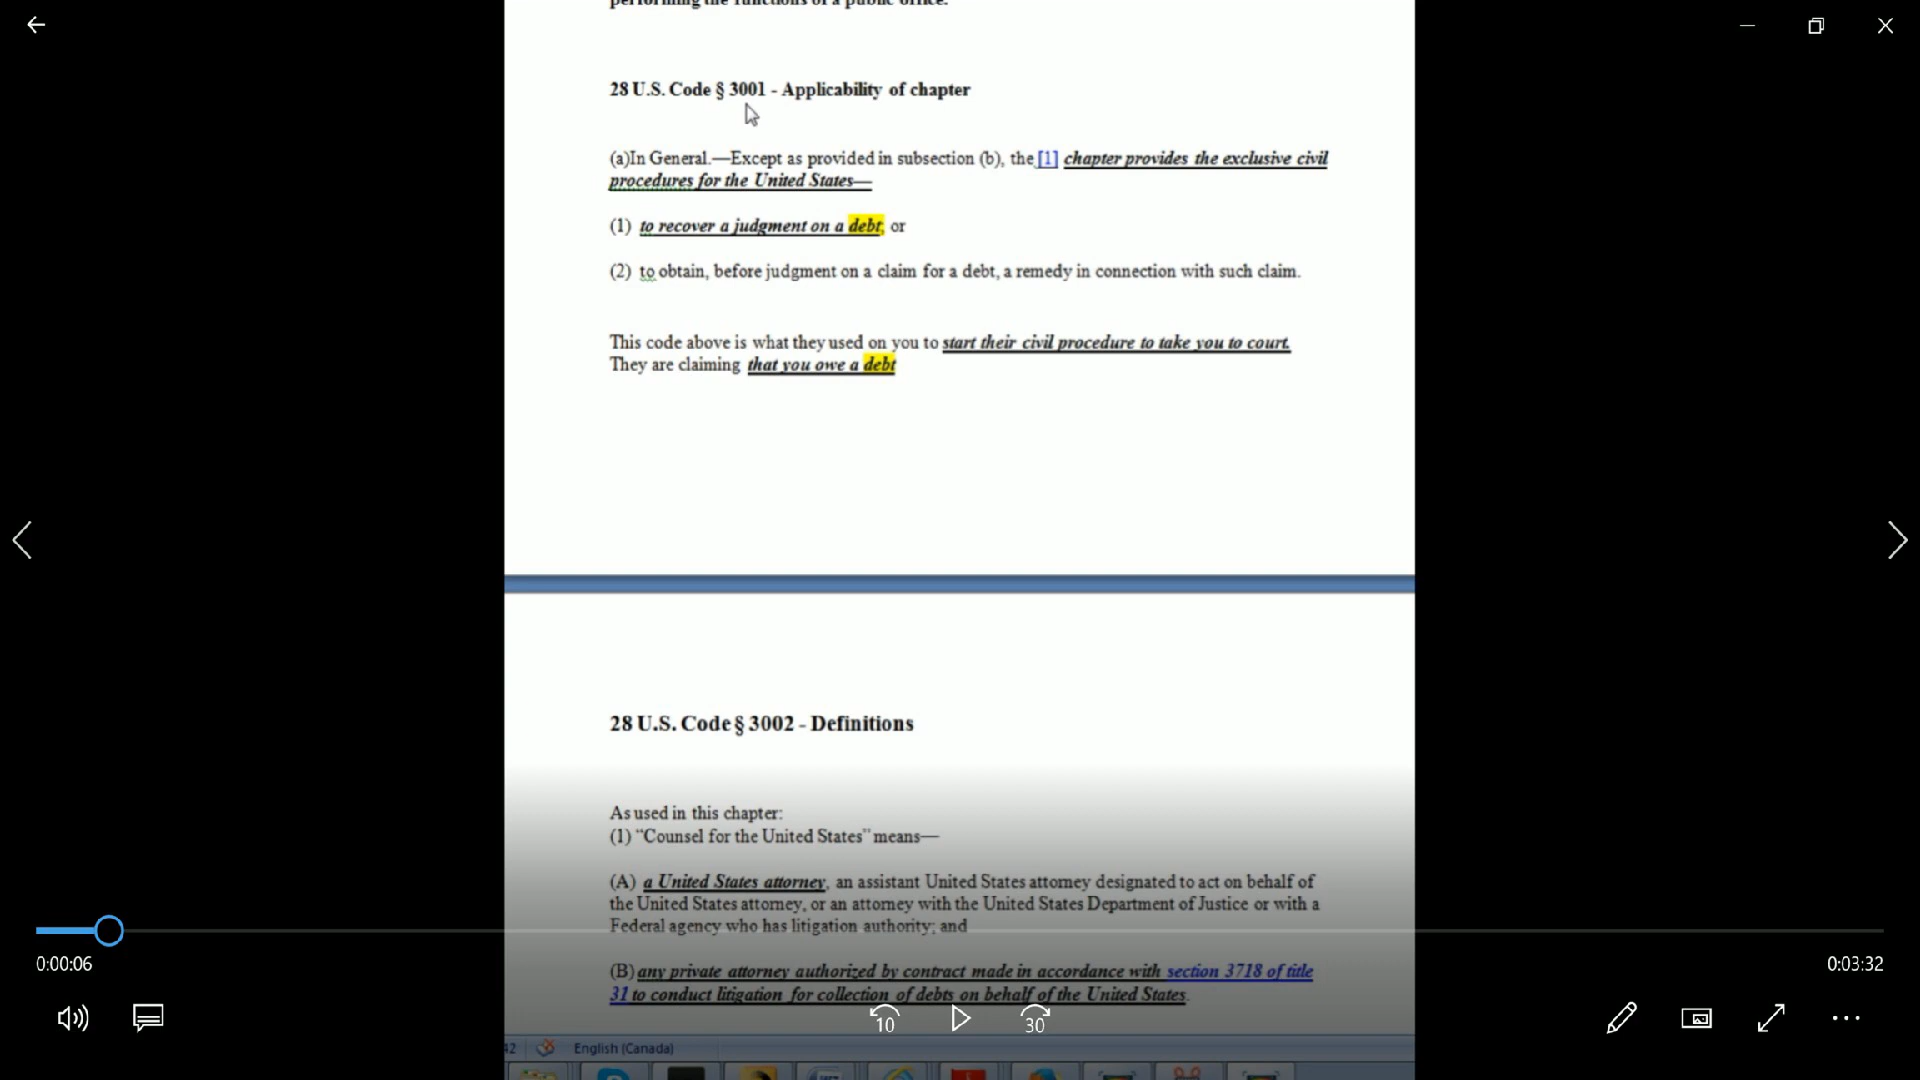 performing the functions of a public office.
28 U.S. Code § 3001 - Applicability of chapter
(a)In General.—Except as provided in subsection (b), the [1] chapter provides the exclusive civil
procedures for the United States—
(1) to recover a judgment on a debt, or
(2) to obtain, before judgment on a claim for a debt, a remedy in connection with such claim.
This code above is what they used on you to start their civil procedure to take you to court.
They are claiming that you owe a debt
28 U.S. Code § 3002 - Definitions
As used in this chapter:
(1) “Counsel for the United States” means—
(A) a United States attorney, an assistant United States attorney designated to act on behalf of
the United States attorney, or an attorney with the United States Department of Justice or with a
Federal agency who has litigation authority; and
(B) any private attorney authorized by contract made in accordance with section 3718 of title
31 to conduct litigation for collection of debts on behalf of the United States.
0:00:06
0:03:32
10
30
42 English (Canada)